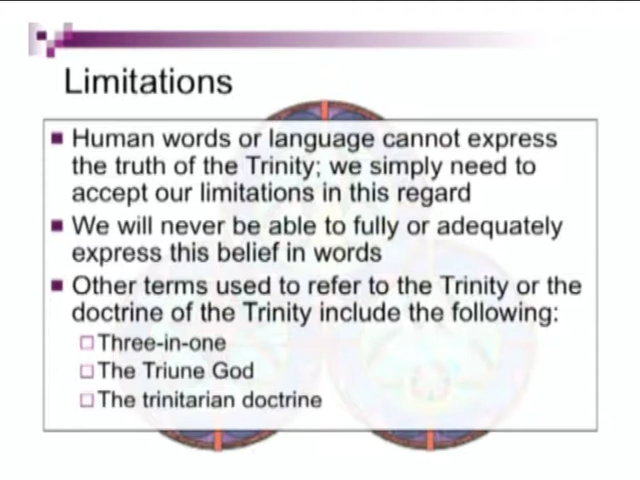 Limitations
Human words or language cannot express
the truth of the Trinity; we simply need to
accept our limitations in this regard
We will never be able to fully or adequately
express this belief in words
Other terms used to refer to the Trinity or the
doctrine of the Trinity include the following:
Three-in-one
The Triune God
The trinitarian doctrine